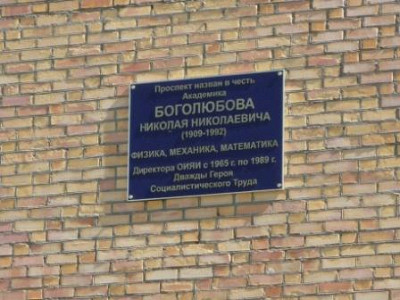 Проспект назван в честь
Академика
БОГОЛЮБОВА
НИКОЛАЯ НИКОЛАЕВИЧА
(1909-1992)
ФИЗИКА, МЕХАНИКА, МАТЕМАТИКА
Директора ОИЯИ с 1965 г. по 1989 г.
Дважды Героя
Социалистического Труда